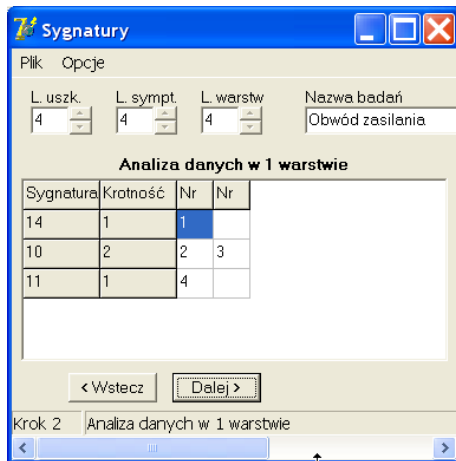 Sygnatury
Plik Opcje
L. uszk. L. sympt. L. warstw Nazwa badań
4 4 4 Obwód zasilania
Analiza danych w 1 warstwie
Sygnatura Krotność Nr Nr
14 1 1
10 2 2 3
11 1 4
< Wstecz Dalej >
Krok 2 Analiza danych w 1 warstwie